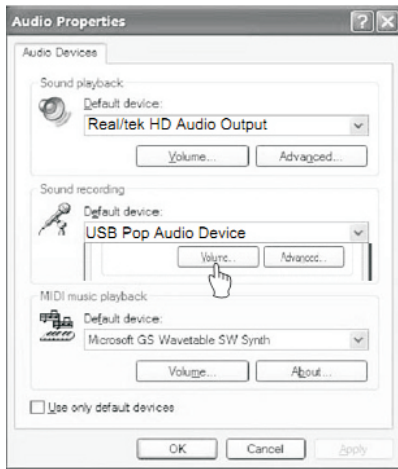 Audio Properties
Audio Devices
Sound playback
Default device:
Real/tek HD Audio Output
Volume... Advanced...
Sound recording
Default device:
USB Pop Audio Device
Volume... Advanced...
MIDI music playback
Default device:
Microsoft GS Wavetable SW Synth
Volume... About...
Use only default devices
OK Cancel Apply